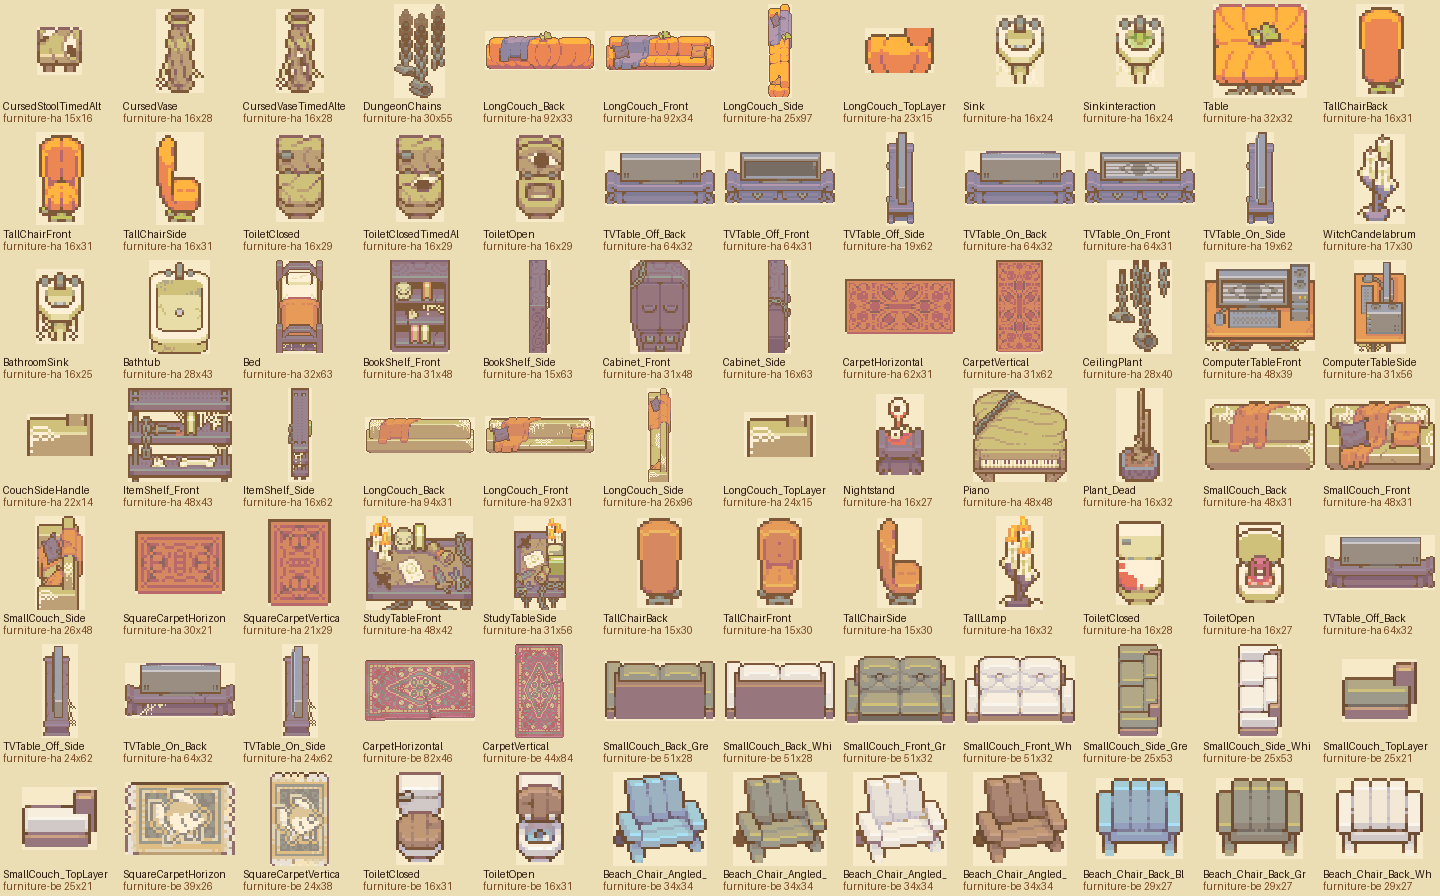 CursedStoolTimedAlt CursedVase CursedVaseTimedAlte DungeonChains LongCouch_Back LongCouch_Front LongCouch_Side LongCouch_TopLayer Sink Sinkinteraction Table TallChairBack
furniture-ha 15x16 furniture-ha 16x28 furniture-ha 16x28 furniture-ha 30x55 furniture-ha 92x33 furniture-ha 92x34 furniture-ha 25x97 furniture-ha 23x15 furniture-ha 16x24 furniture-ha 16x24 furniture-ha 32x32 furniture-ha 16x31
TallChairFront TallChairSide ToiletClosed ToiletClosedTimedAl ToiletOpen TVTable_Off_Back TVTable_Off_Front TVTable_Off_Side TVTable_On_Back TVTable_On_Front TVTable_On_Side WitchCandelabrum
furniture-ha 16x31 furniture-ha 16x31 furniture-ha 16x29 furniture-ha 16x29 furniture-ha 16x29 furniture-ha 64x32 furniture-ha 64x31 furniture-ha 19x62 furniture-ha 64x32 furniture-ha 64x31 furniture-ha 19x62 furniture-ha 17x30
BathroomSink Bathtub Bed BookShelf_Front BookShelf_Side Cabinet_Front Cabinet_Side CarpetHorizontal CarpetVertical CeilingPlant ComputerTableFront ComputerTableSide
furniture-ha 16x25 furniture-ha 28x43 furniture-ha 32x63 furniture-ha 31x48 furniture-ha 15x63 furniture-ha 31x48 furniture-ha 16x63 furniture-ha 62x31 furniture-ha 31x62 furniture-ha 28x40 furniture-ha 48x39 furniture-ha 31x56
CouchSideHandle ItemShelf_Front ItemShelf_Side LongCouch_Back LongCouch_Front LongCouch_Side LongCouch_TopLayer Nightstand Piano Plant_Dead SmallCouch_Back SmallCouch_Front
furniture-ha 22x14 furniture-ha 48x43 furniture-ha 16x62 furniture-ha 94x31 furniture-ha 92x31 furniture-ha 26x96 furniture-ha 24x15 furniture-ha 16x27 furniture-ha 48x48 furniture-ha 16x32 furniture-ha 48x31 furniture-ha 48x31
SmallCouch_Side SquareCarpetHorizon SquareCarpetVertica StudyTableFront StudyTableSide TallChairBack TallChairFront TallChairSide TallLamp ToiletClosed ToiletOpen TVTable_Off_Back
furniture-ha 26x48 furniture-ha 30x21 furniture-ha 21x29 furniture-ha 48x42 furniture-ha 31x56 furniture-ha 15x30 furniture-ha 15x30 furniture-ha 15x30 furniture-ha 16x32 furniture-ha 16x28 furniture-ha 16x27 furniture-ha 64x32
TVTable_Off_Side TVTable_On_Back TVTable_On_Side CarpetHorizontal CarpetVertical SmallCouch_Back_Gre SmallCouch_Back_Whi SmallCouch_Front_Gr SmallCouch_Front_Wh SmallCouch_Side_Gre SmallCouch_Side_Whi SmallCouch_TopLayer
furniture-ha 24x62 furniture-ha 64x32 furniture-ha 24x62 furniture-be 82x46 furniture-be 44x84 furniture-be 51x28 furniture-be 51x28 furniture-be 51x32 furniture-be 51x32 furniture-be 25x53 furniture-be 25x53 furniture-be 25x21
SmallCouch_TopLayer SquareCarpetHorizon SquareCarpetVertica ToiletClosed ToiletOpen Beach_Chair_Angled_ Beach_Chair_Angled_ Beach_Chair_Angled_ Beach_Chair_Angled_ Beach_Chair_Back_Bl Beach_Chair_Back_Gr Beach_Chair_Back_Wh
furniture-be 25x21 furniture-be 39x26 furniture-be 24x38 furniture-be 16x31 furniture-be 16x31 furniture-be 34x34 furniture-be 34x34 furniture-be 34x34 furniture-be 34x34 furniture-be 29x27 furniture-be 29x27 furniture-be 29x27